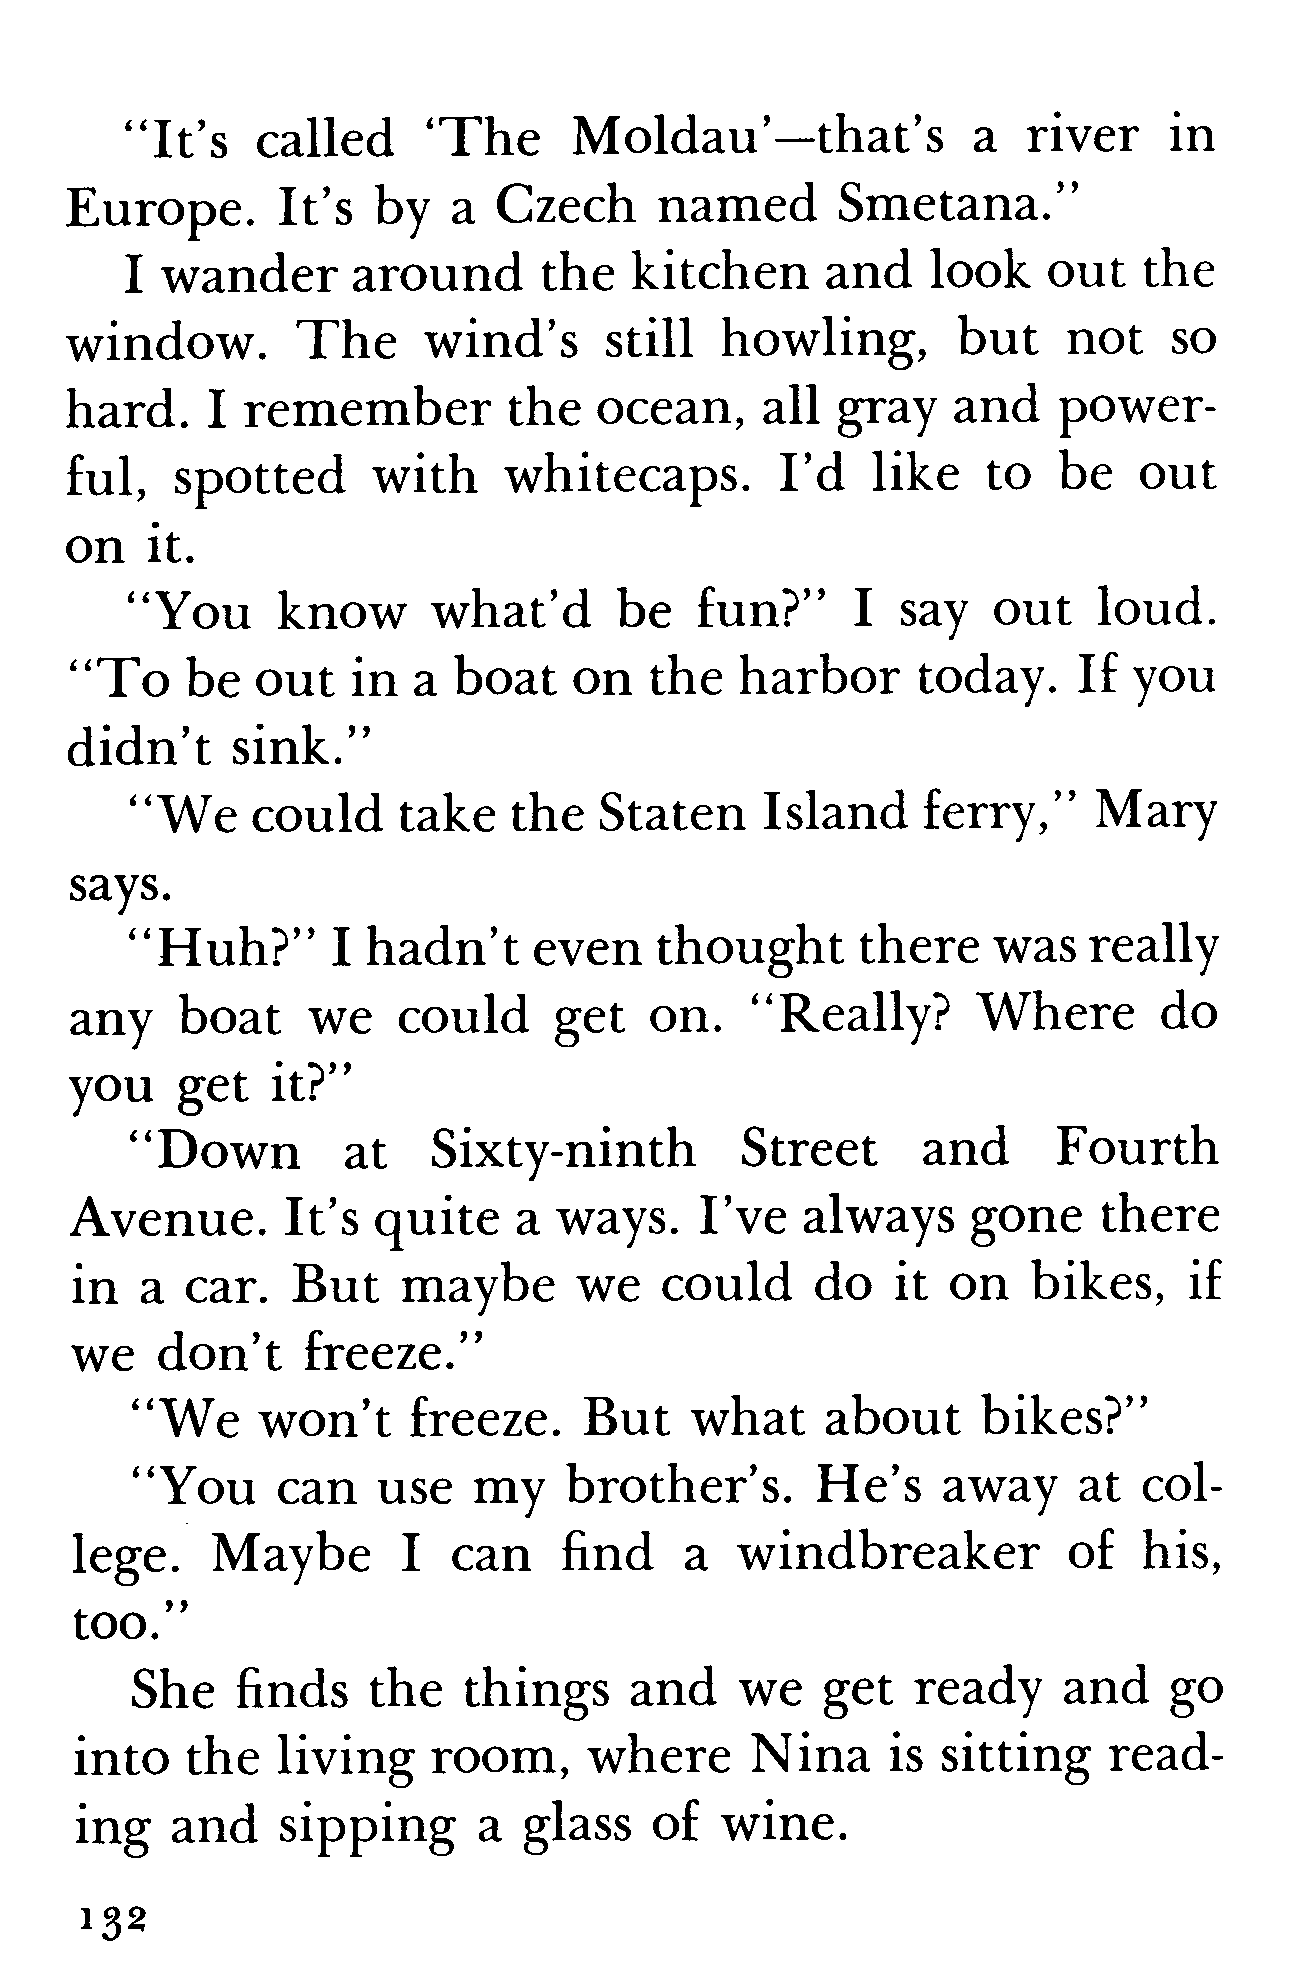 “It’s called ‘The Moldau’—that’s a river in
Europe. It’s by a Czech named Smetana.”
I wander around the kitchen and look out the
window. The wind’s still howling, but not so
hard. I remember the ocean, all gray and power-
ful, spotted with whitecaps. I’d like to be out
on it.
“You know what’d be fun?” I say out loud.
“To be out in a boat on the harbor today. If you
didn’t sink.”
“We could take the Staten Island ferry,” Mary
says.
“Huh?” I hadn’t even thought there was really
any boat we could get on. “Really? Where do
you get it?”
“Down at Sixty-ninth Street and Fourth
Avenue. It’s quite a ways. I’ve always gone there
in a car. But maybe we could do it on bikes, if
we don’t freeze.”
“We won’t freeze. But what about bikes?”
“You can use my brother’s. He’s away at col-
lege. Maybe I can find a windbreaker of his,
too.”
She finds the things and we get ready and go
into the living room, where Nina is sitting read-
ing and sipping a glass of wine.
132